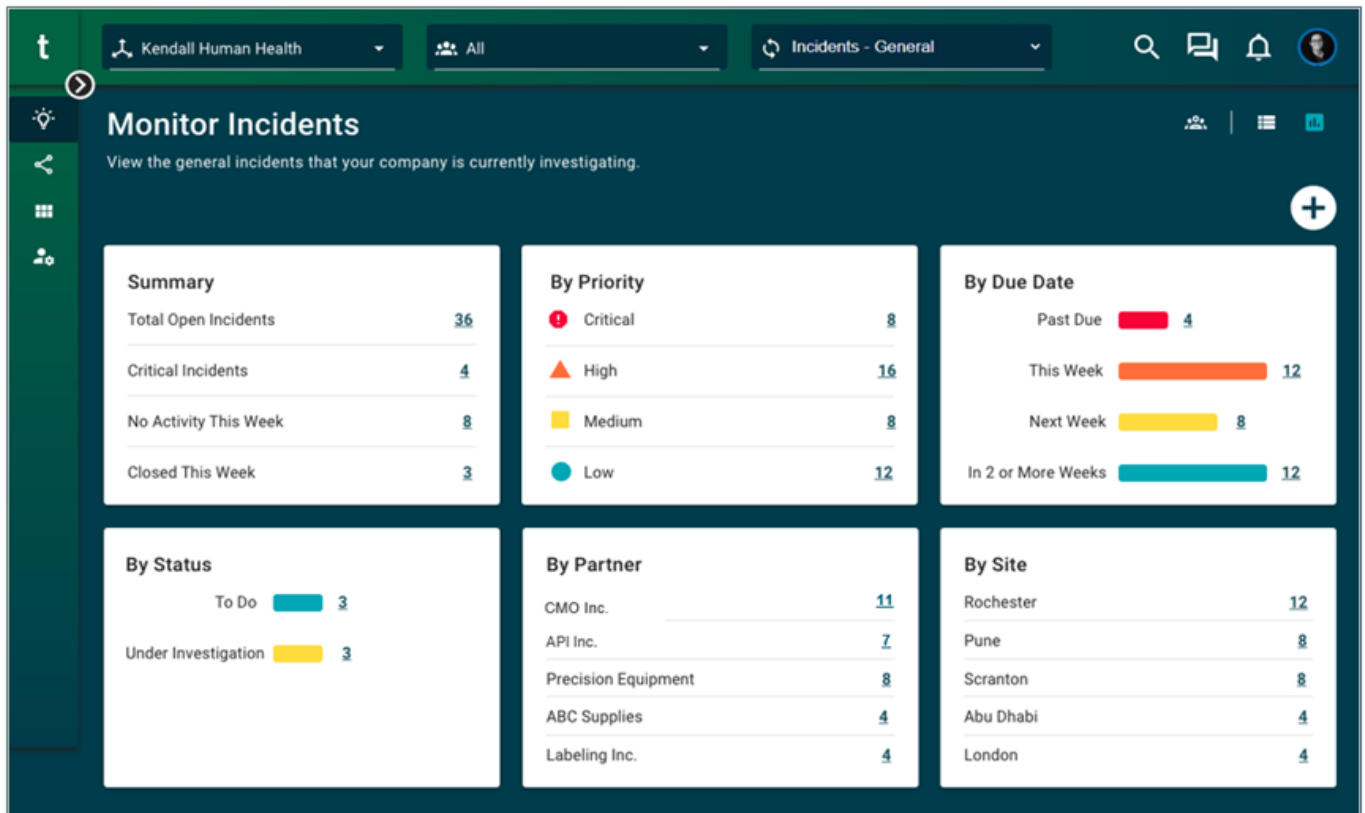 t
Kendall Human Health
All
Incidents - General
Monitor Incidents
View the general incidents that your company is currently investigating.
Summary
Total Open Incidents 36
Critical Incidents 4
No Activity This Week 8
Closed This Week 3
By Priority
Critical 8
High 16
Medium 8
Low 12
By Due Date
Past Due 4
This Week 12
Next Week 8
In 2 or More Weeks 12
By Status
To Do 3
Under Investigation 3
By Partner
CMO Inc. 11
API Inc. 7
Precision Equipment 8
ABC Supplies 4
Labeling Inc. 4
By Site
Rochester 12
Pune 8
Scranton 8
Abu Dhabi 4
London 4